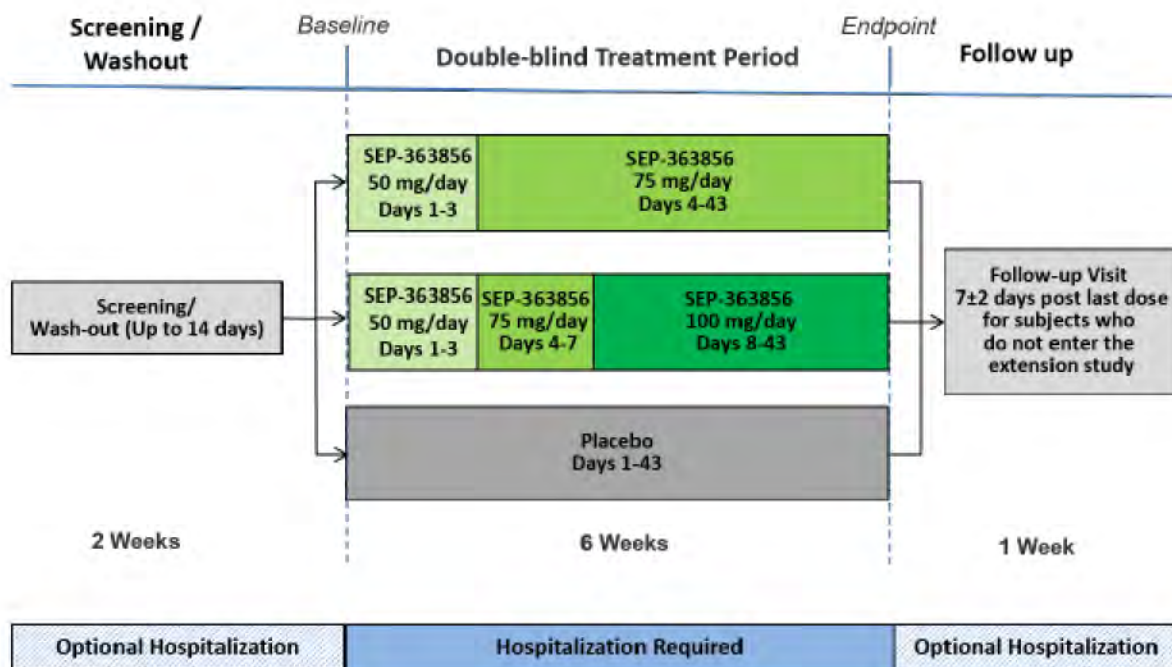 Screening /
Washout
Baseline
Double-blind Treatment Period
Endpoint
Follow up
SEP-363856
50 mg/day
Days 1-3
SEP-363856
75 mg/day
Days 4-43
Screening/
Wash-out (Up to 14 days)
SEP-363856
50 mg/day
Days 1-3
SEP-363856
75 mg/day
Days 4-7
SEP-363856
100 mg/day
Days 8-43
Follow-up Visit
7±2 days post last dose
for subjects who
do not enter the
extension study
Placebo
Days 1-43
2 Weeks
6 Weeks
1 Week
Optional Hospitalization
Hospitalization Required
Optional Hospitalization